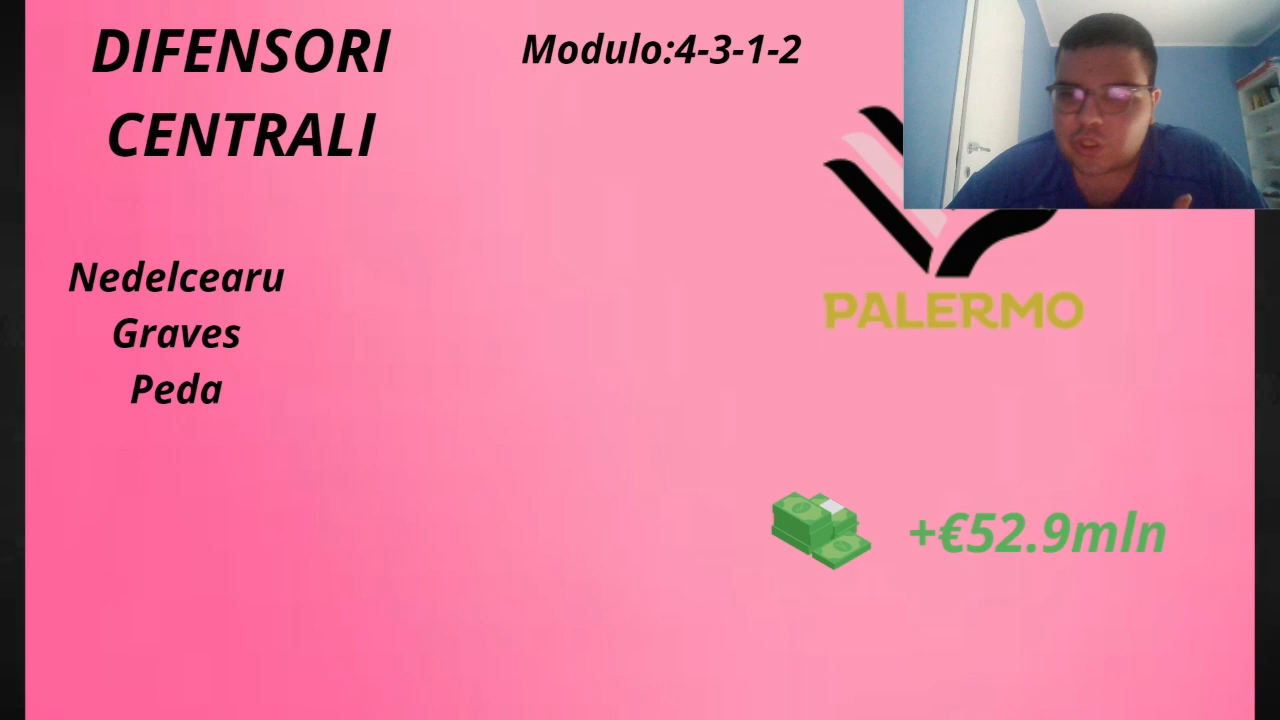 DIFENSORI
CENTRALI
Modulo:4-3-1-2
Nedelcearu
Graves
Peda
PALERMO
+€52.9mln